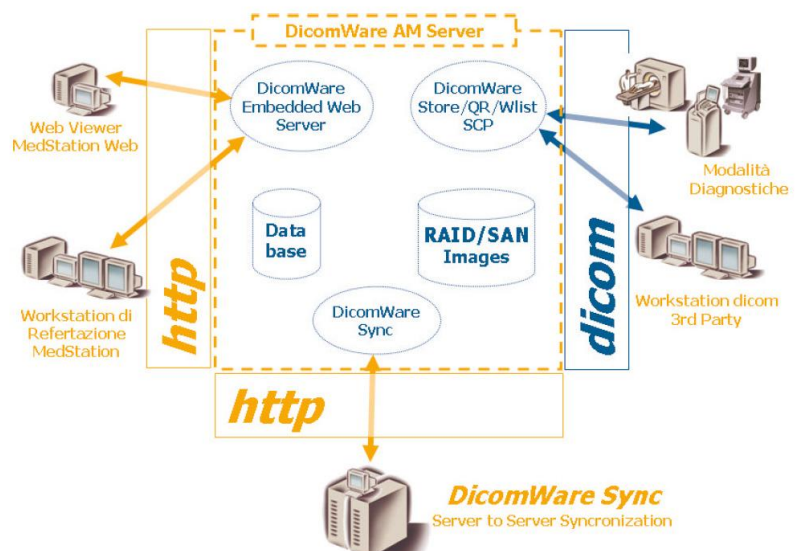 DicomWare AM Server
DicomWare
Embedded Web
Server
DicomWare
Store/QR/Wlist
SCP
Web Viewer
MedStation Web
Modalità
Diagnostiche
Data
base
RAID/SAN
Images
Workstation di
Refertazione
MedStation
http
DicomWare
Sync
dicom
Workstation dicom
3rd Party
http
DicomWare Sync
Server to Server Syncronization